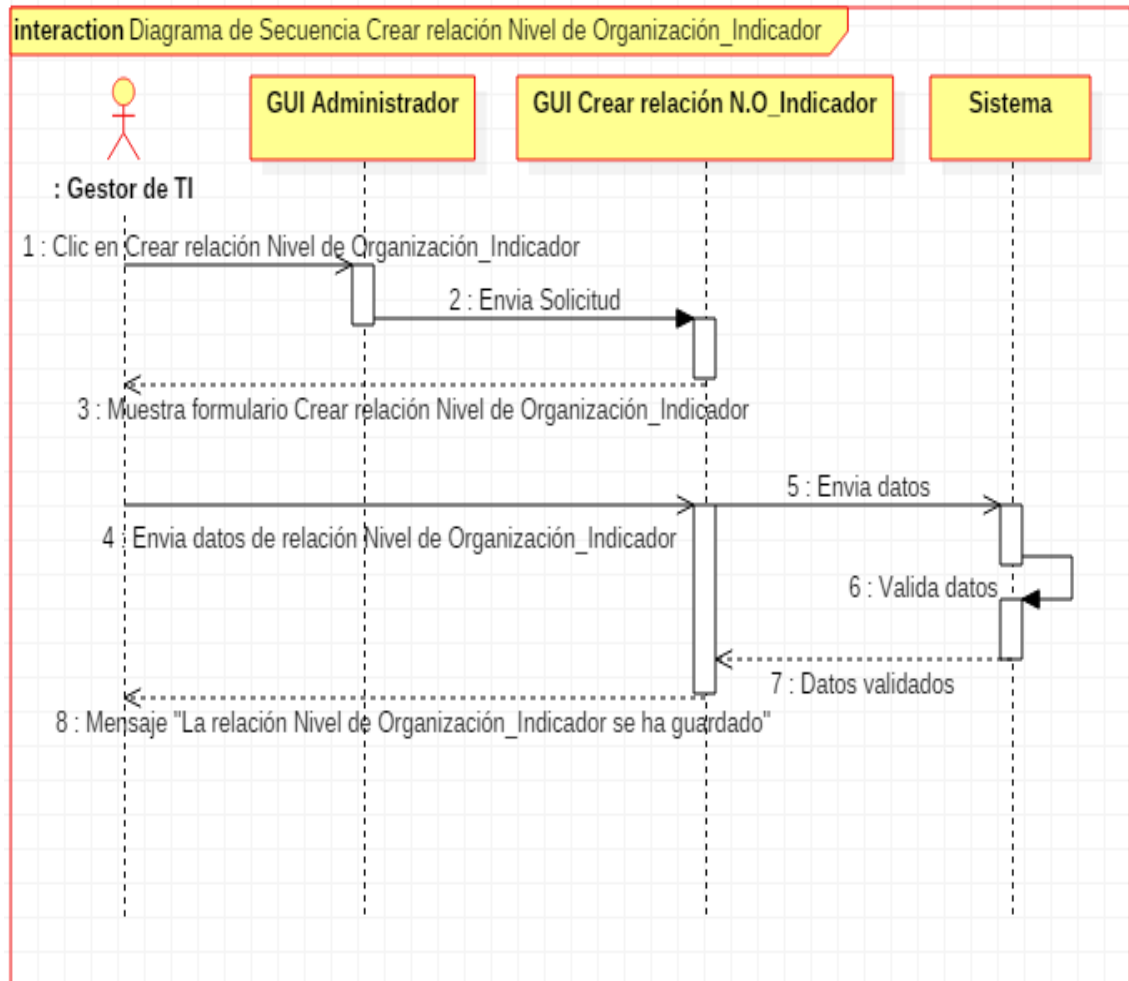 interaction Diagrama de Secuencia Crear relación Nivel de Organización_Indicador
GUI Administrador
GUI Crear relación N.O_Indicador
Sistema
: Gestor de TI
1 : Clic en Crear relación Nivel de Organización_Indicador
2 : Envia Solicitud
3 : Muestra formulario Crear relación Nivel de Organización_Indicador
5 : Envia datos
4 : Envia datos de relación Nivel de Organización_Indicador
6 : Valida datos
7 : Datos validados
8 : Mensaje "La relación Nivel de Organización_Indicador se ha guardado"